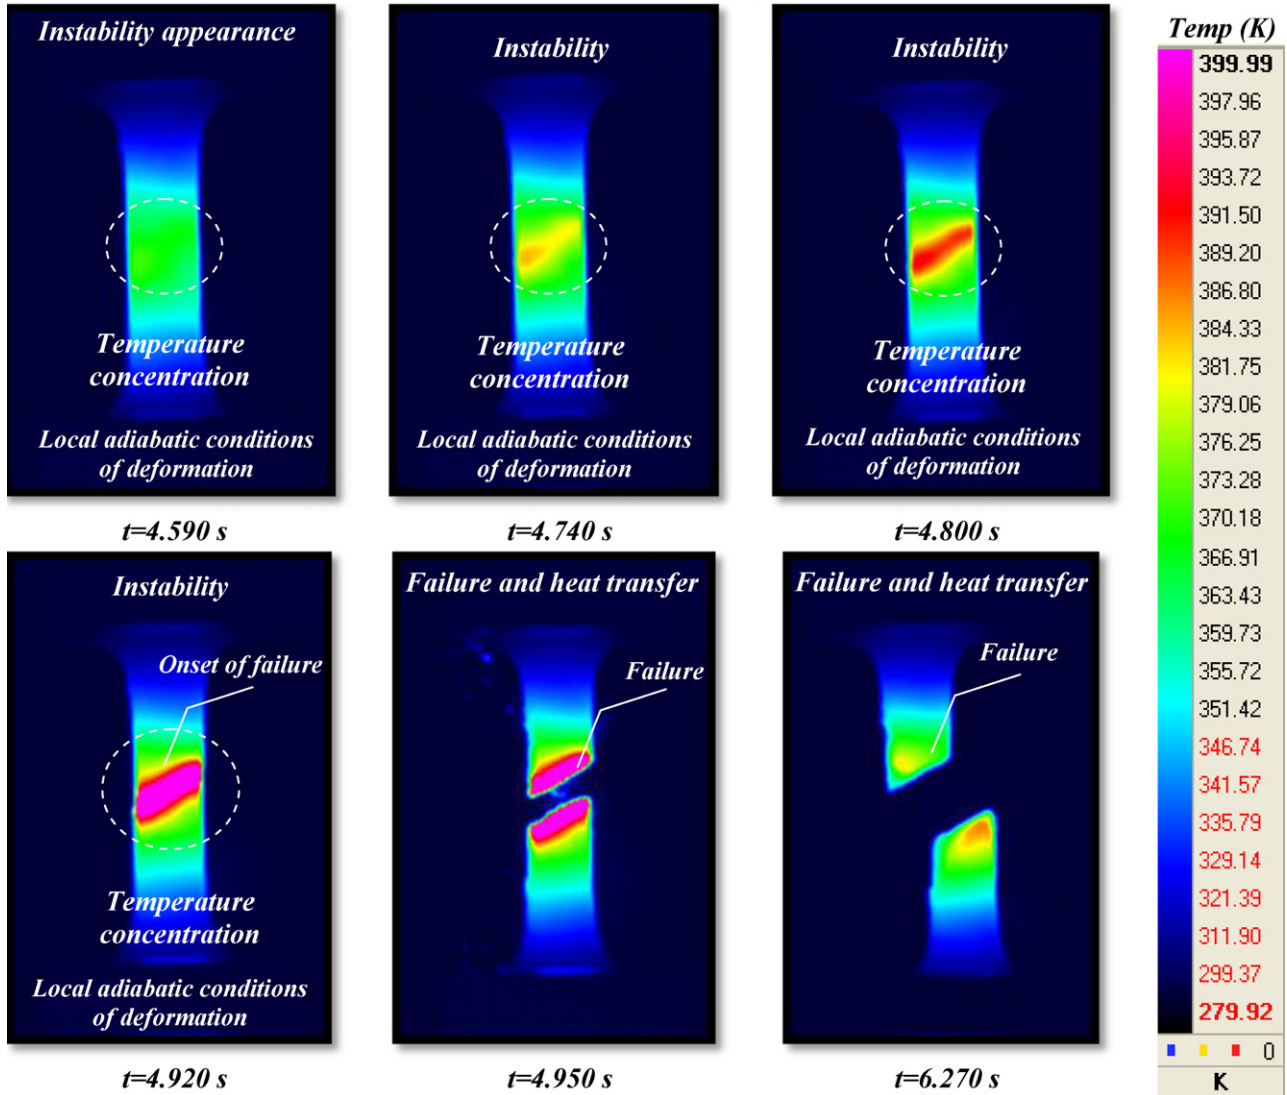 Instability appearance
Temperature
concentration
Local adiabatic conditions
of deformation
t=4.590 s
Instability
Temperature
concentration
Local adiabatic conditions
of deformation
t=4.740 s
Instability
Temperature
concentration
Local adiabatic conditions
of deformation
t=4.800 s
Instability
Onset of failure
Temperature
concentration
Local adiabatic conditions
of deformation
t=4.920 s
Failure and heat transfer
Failure
t=4.950 s
Failure and heat transfer
Failure
t=6.270 s
Temp (K)
399.99
397.96
395.87
393.72
391.50
389.20
386.80
384.33
381.75
379.06
376.25
373.28
370.18
366.91
363.43
359.73
355.72
351.42
346.74
341.57
335.79
329.14
321.39
311.90
299.37
279.92
0
K